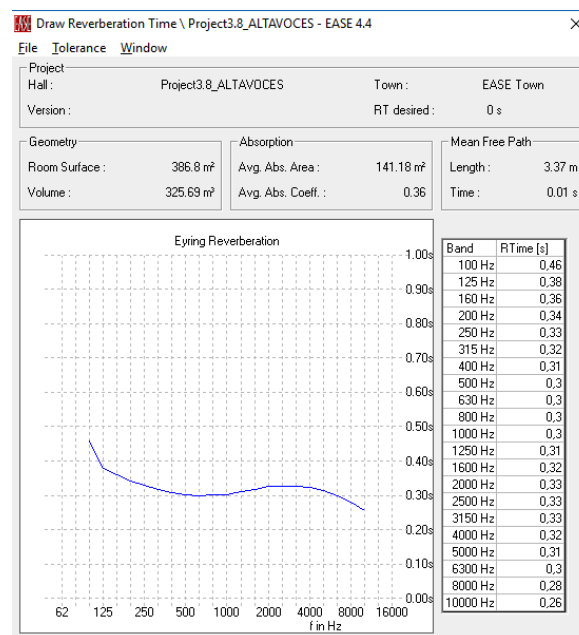 EASE Draw Reverberation Time \ Project3.8_ALTAVOCES - EASE 4.4
File Tolerance Window
Project
Hall : Project3.8_ALTAVOCES Town : EASE Town
Version : RT desired : 0 s
Geometry Absorption Mean Free Path
Room Surface : 386.8 m² Avg. Abs. Area : 141.18 m² Length : 3.37 m
Volume : 325.69 m³ Avg. Abs. Coeff. : 0.36 Time : 0.01 s
Eyring Reverberation
1.00s
0.90s
0.80s
0.70s
0.60s
0.50s
0.40s
0.30s
0.20s
0.10s
0.00s
62 125 250 500 1000 2000 4000 8000 16000
f in Hz
Band RTime [s]
100 Hz 0,46
125 Hz 0,38
160 Hz 0,36
200 Hz 0,34
250 Hz 0,33
315 Hz 0,32
400 Hz 0,31
500 Hz 0,3
630 Hz 0,3
800 Hz 0,3
1000 Hz 0,3
1250 Hz 0,31
1600 Hz 0,32
2000 Hz 0,33
2500 Hz 0,33
3150 Hz 0,33
4000 Hz 0,32
5000 Hz 0,31
6300 Hz 0,3
8000 Hz 0,28
10000 Hz 0,26